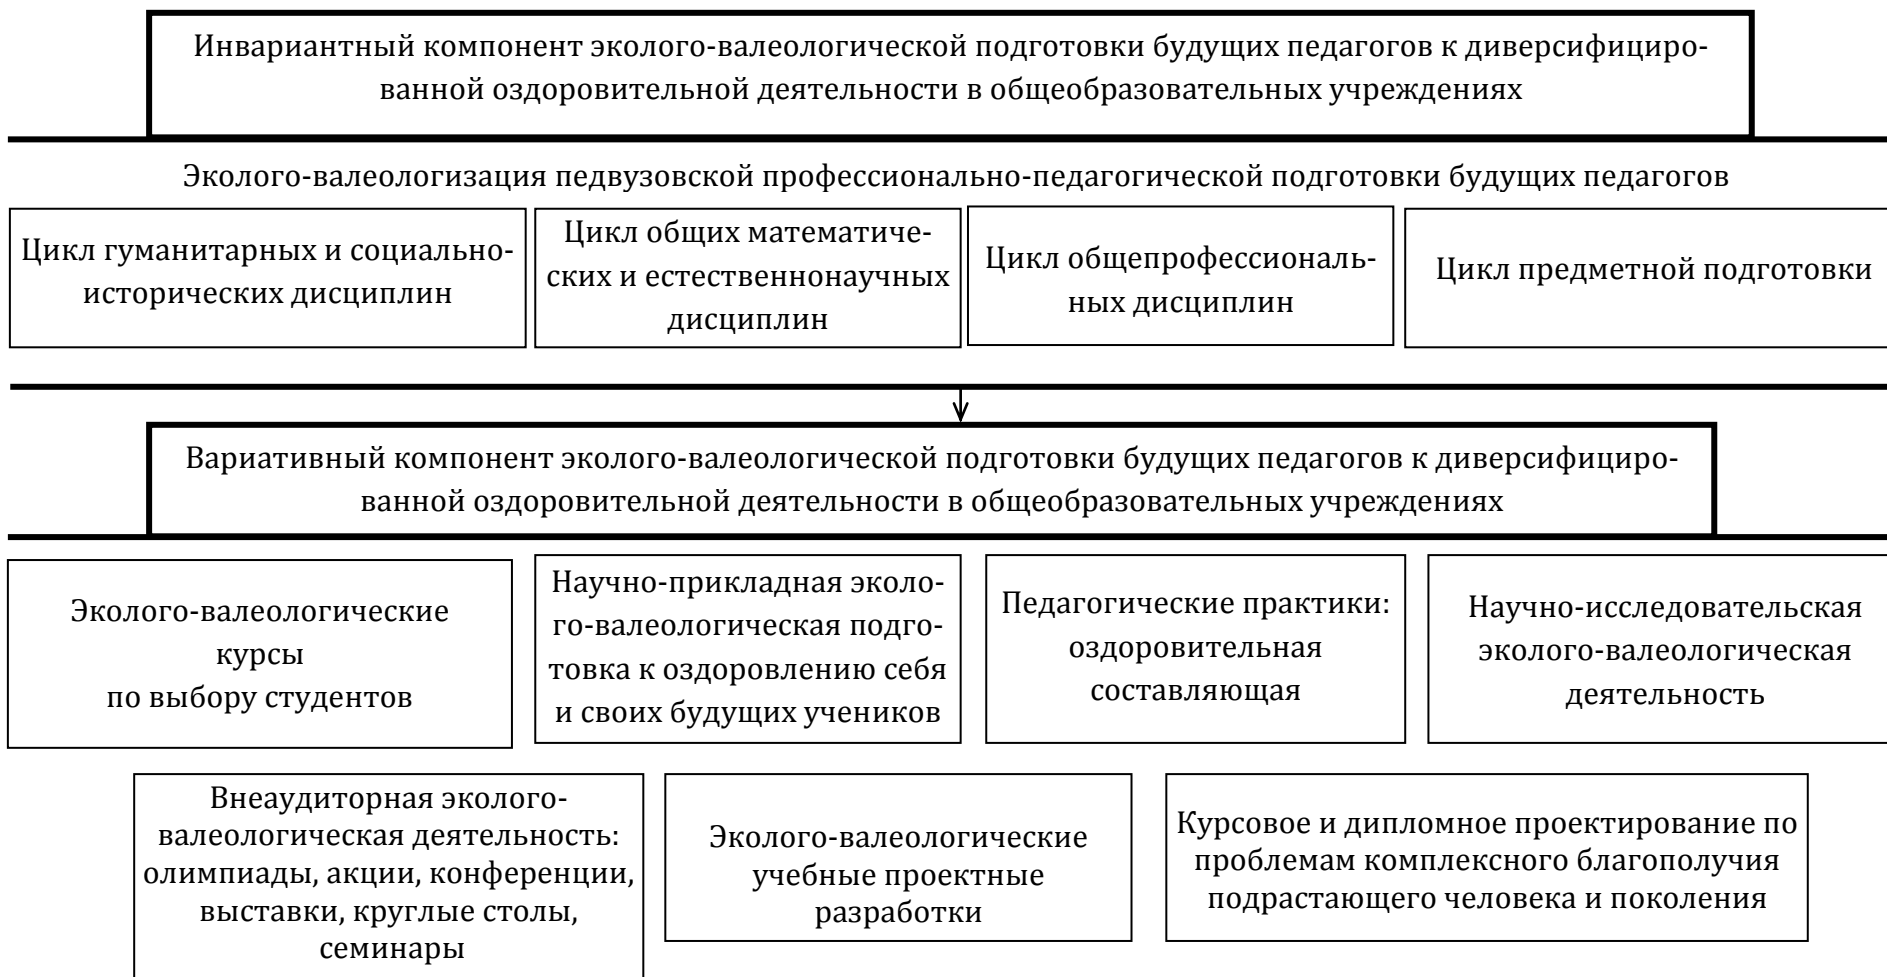 Инвариантный компонент эколого-валеологической подготовки будущих педагогов к диверсифициро-
ванной оздоровительной деятельности в общеобразовательных учреждениях
Эколого-валеологизация педвузовской профессионально-педагогической подготовки будущих педагогов
Цикл гуманитарных и социально-
исторических дисциплин
Цикл общих математиче-
ских и естественнонаучных
дисциплин
Цикл общепрофессиональ-
ных дисциплин
Цикл предметной подготовки
Вариативный компонент эколого-валеологической подготовки будущих педагогов к диверсифициро-
ванной оздоровительной деятельности в общеобразовательных учреждениях
Эколого-валеологические
курсы
по выбору студентов
Научно-прикладная эколо-
го-валеологическая подго-
товка к оздоровлению себя
и своих будущих учеников
Педагогические практики:
оздоровительная
составляющая
Научно-исследовательская
эколого-валеологическая
деятельность
Внеаудиторная эколого-
валеологическая деятельность:
олимпиады, акции, конференции,
выставки, круглые столы,
семинары
Эколого-валеологические
учебные проектные
разработки
Курсовое и дипломное проектирование по
проблемам комплексного благополучия
подрастающего человека и поколения